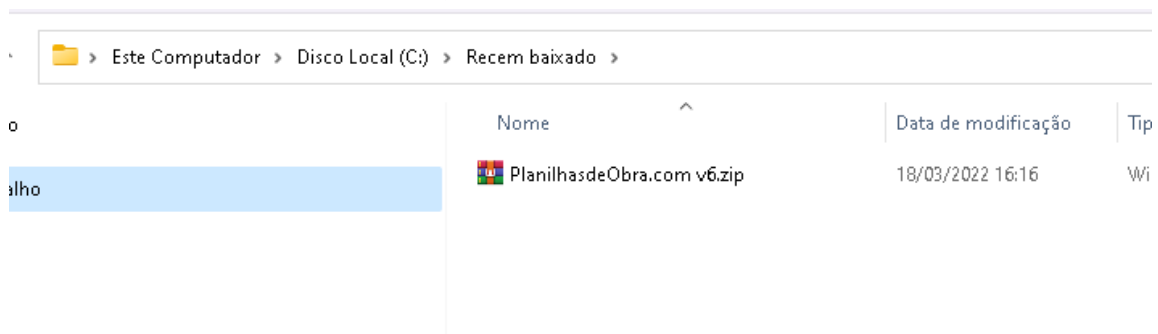 Este Computador > Disco Local (C:) > Recem baixado >
o
Nome
Data de modificação
Tip
alho
PlanilhasdeObra.com v6.zip
18/03/2022 16:16
Wi